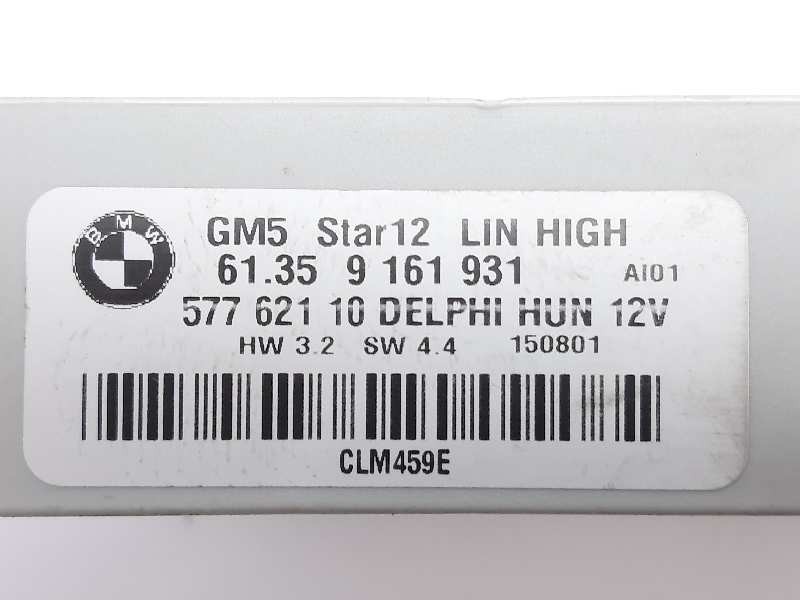 BMW
GM5 Star12 LIN HIGH
61.35 9 161 931 AI01
577 621 10 DELPHI HUN 12V
HW 3.2 SW 4.4 150801
CLM459E